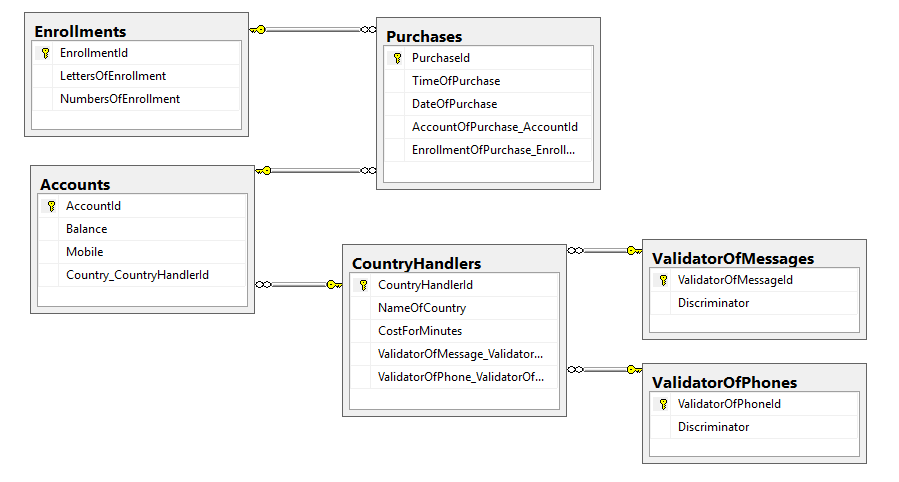 Enrollments
EnrollmentId
LettersOfEnrollment
NumbersOfEnrollment
Purchases
PurchaseId
TimeOfPurchase
DateOfPurchase
AccountOfPurchase_AccountId
EnrollmentOfPurchase_Enroll...
Accounts
AccountId
Balance
Mobile
Country_CountryHandlerId
CountryHandlers
CountryHandlerId
NameOfCountry
CostForMinutes
ValidatorOfMessage_Validator...
ValidatorOfPhone_ValidatorOf...
ValidatorOfMessages
ValidatorOfMessageId
Discriminator
ValidatorOfPhones
ValidatorOfPhoneId
Discriminator